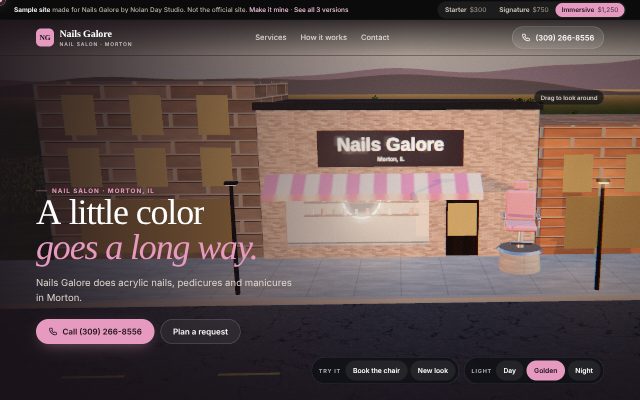 Sample site made for Nails Galore by Nolan Day Studio. Not the official site. Make it mine · See all 3 versions
Starter $300 Signature $750 Immersive $1,250
NG Nails Galore
NAIL SALON · MORTON
Services How it works Contact
(309) 266-8556
Drag to look around
Nails Galore
Morton, IL
NAIL SALON · MORTON, IL
A little color
goes a long way.
Nails Galore does acrylic nails, pedicures and manicures
in Morton.
Call (309) 266-8556 Plan a request
TRY IT Book the chair New look
LIGHT Day Golden Night